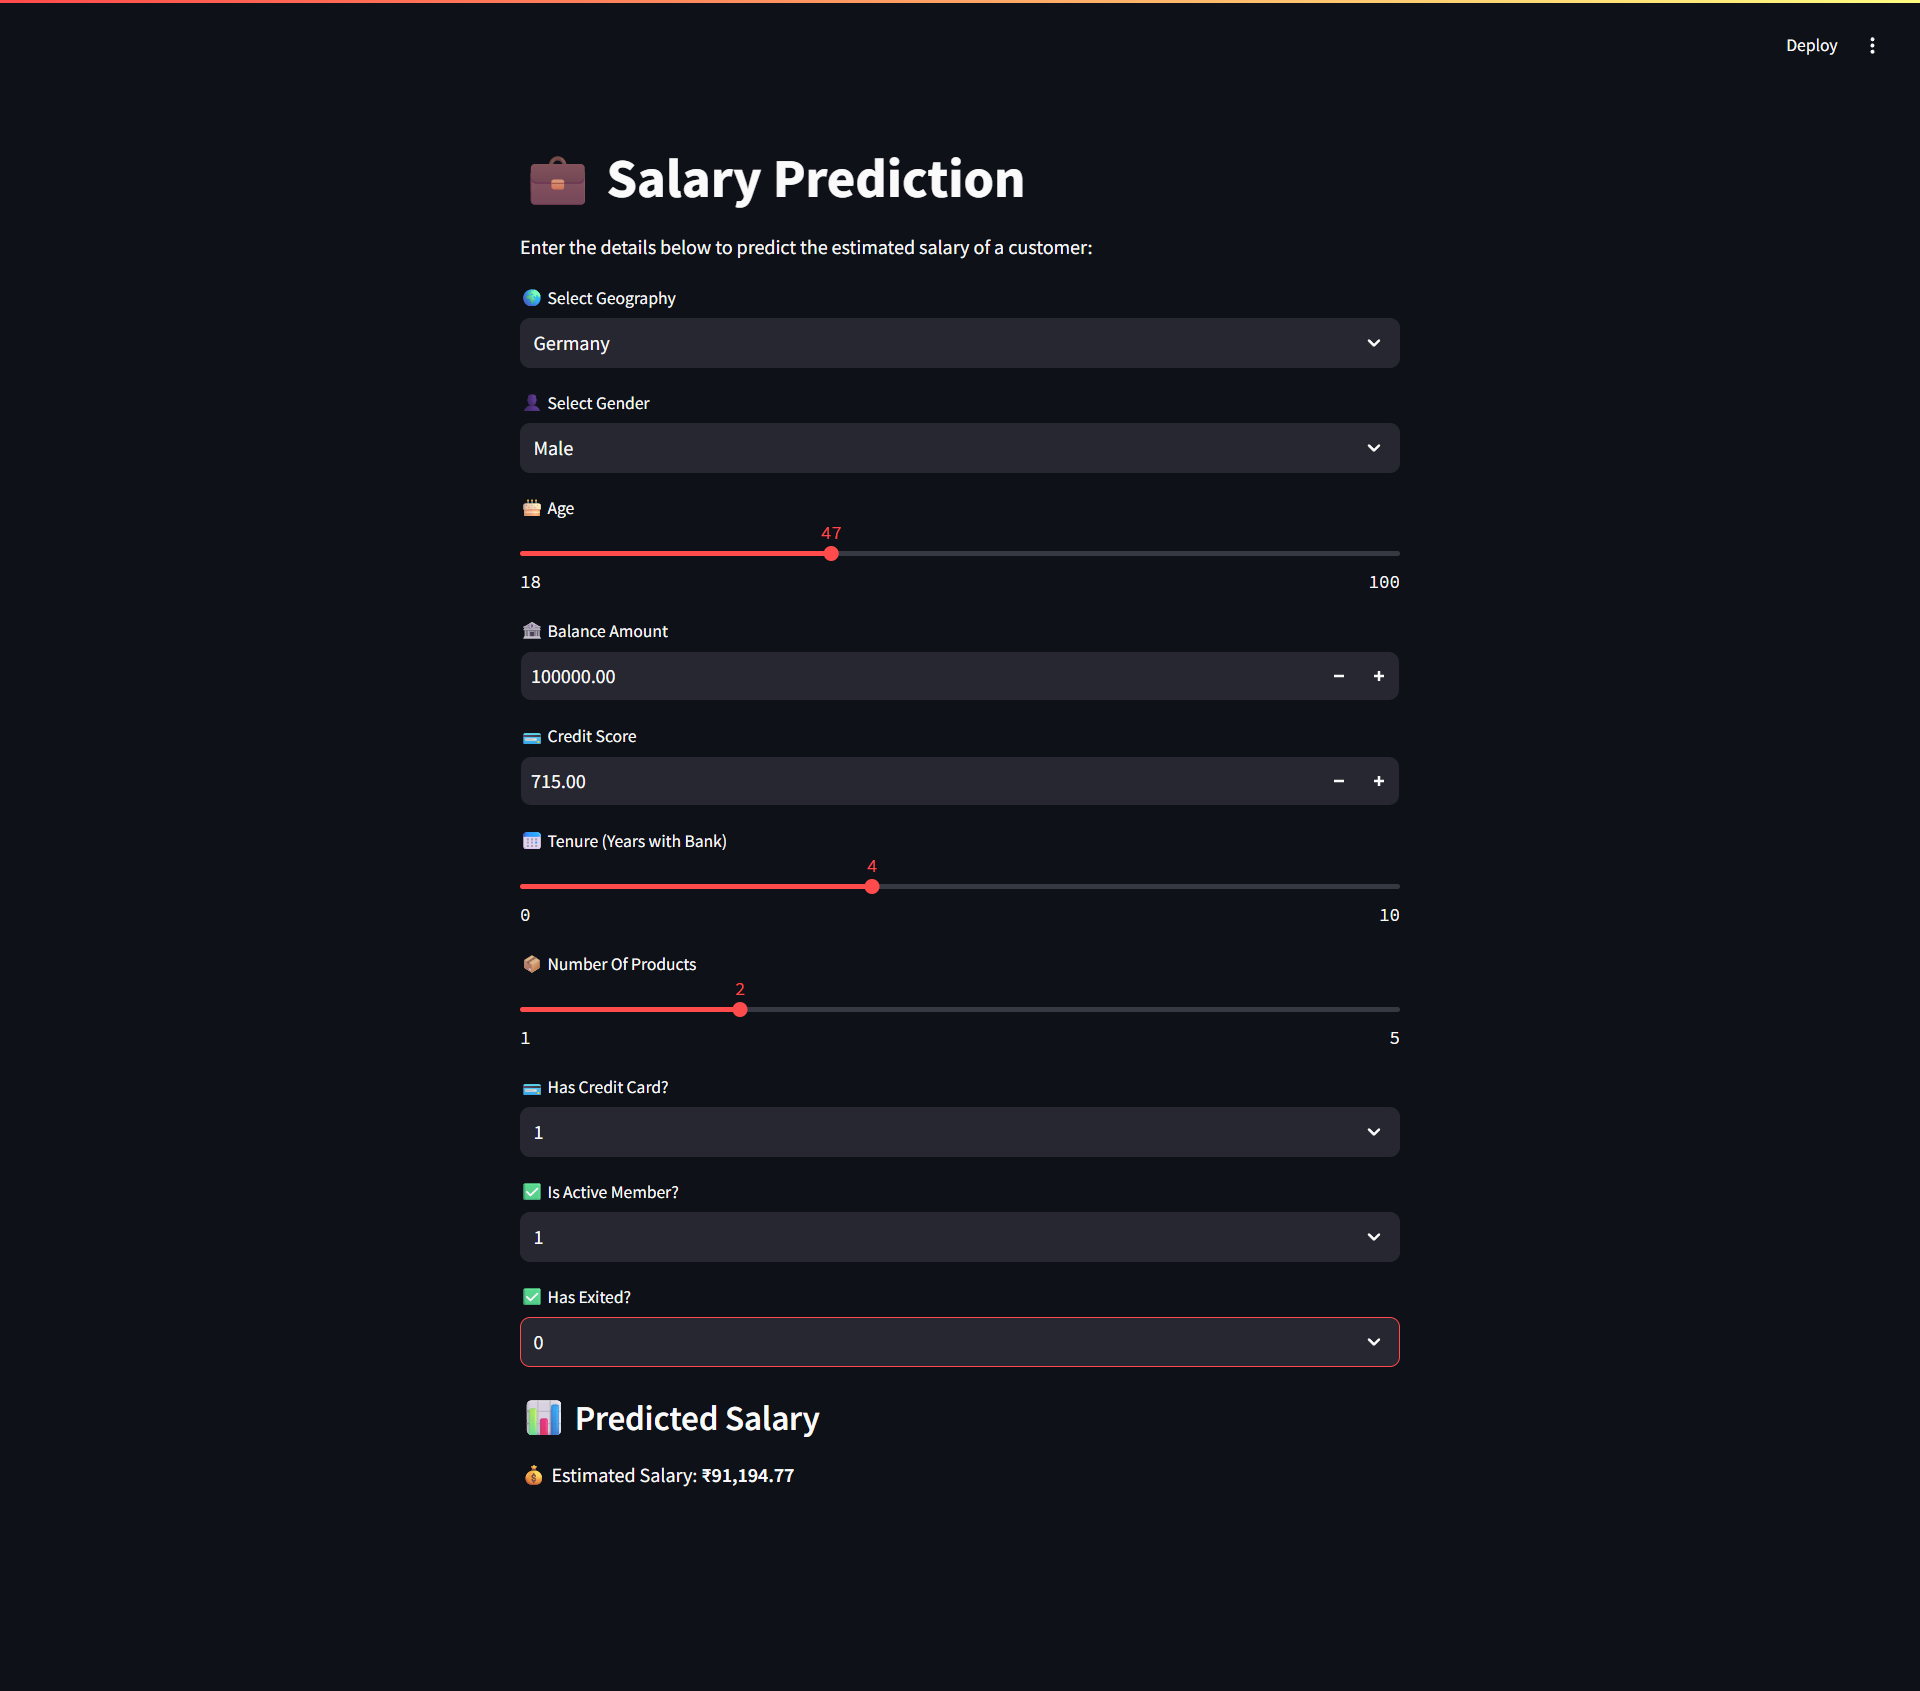 Deploy
Salary Prediction
Enter the details below to predict the estimated salary of a customer:
Select Geography
Germany
Select Gender
Male
Age
47
18 100
Balance Amount
100000.00
Credit Score
715.00
Tenure (Years with Bank)
4
0 10
Number Of Products
2
1 5
Has Credit Card?
1
Is Active Member?
1
Has Exited?
0
Predicted Salary
Estimated Salary: ₹91,194.77